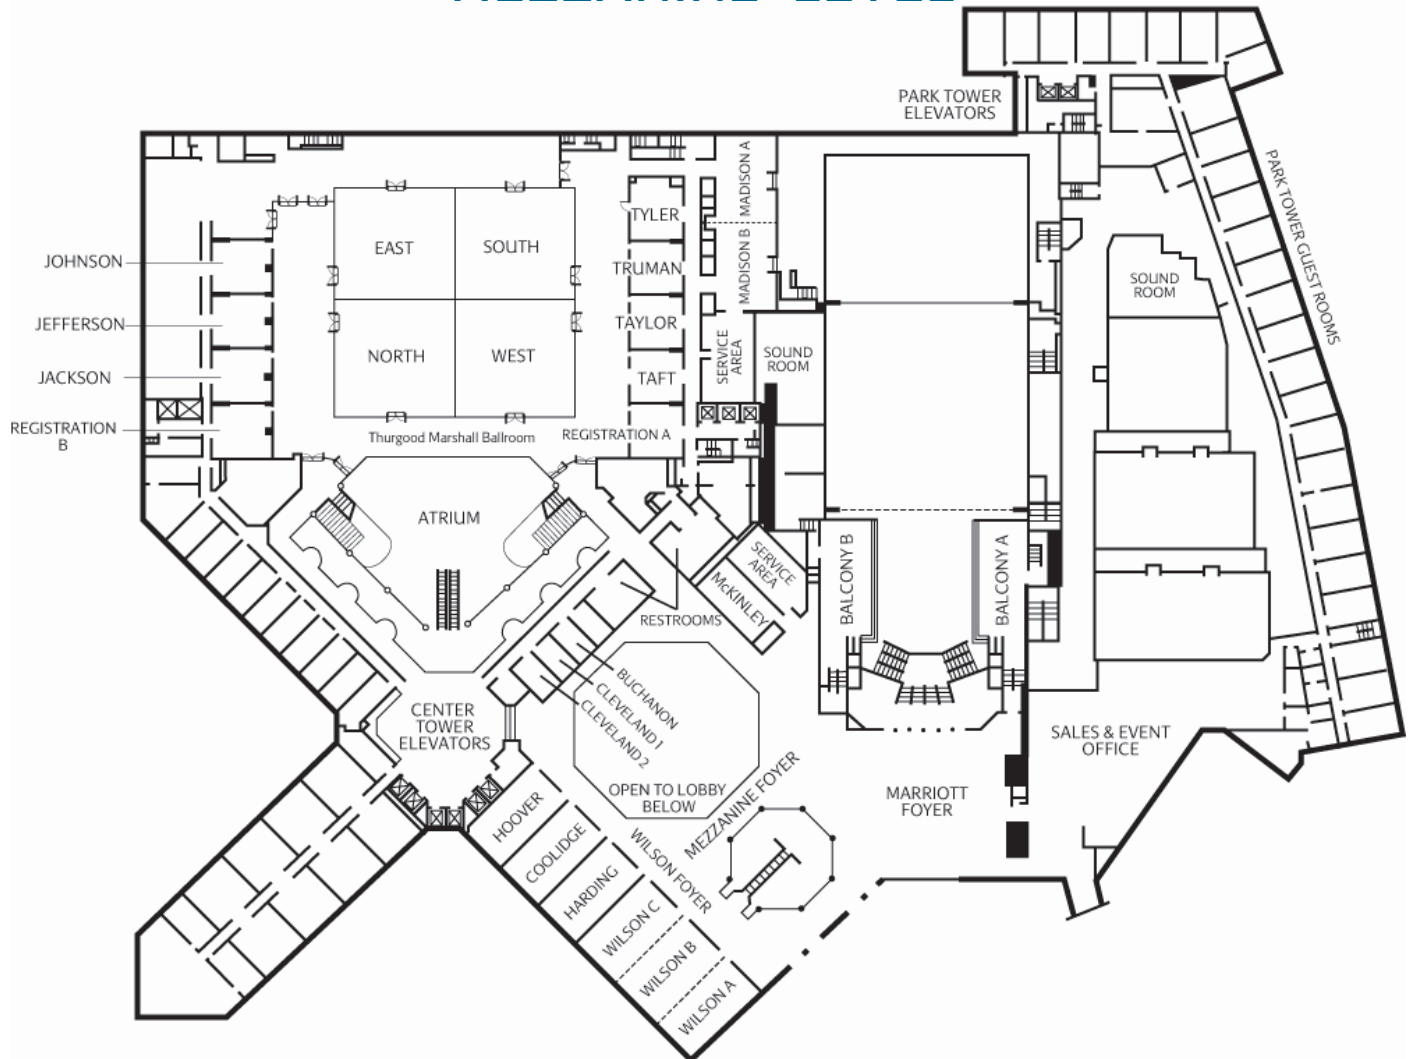 PARK TOWER
ELEVATORS
PARK TOWER GUEST ROOMS
MADISON A
MADISON B
TYLER
TRUMAN
TAYLOR
TAFT
EAST
SOUTH
NORTH
WEST
JOHNSON
JEFFERSON
JACKSON
REGISTRATION
B
Thurgood Marshall Ballroom
REGISTRATION A
SERVICE
AREA
SOUND
ROOM
SOUND
ROOM
ATRIUM
SERVICE
AREA
McKINLEY
RESTROOMS
BALCONY B
BALCONY A
BUCHANON
CLEVELAND 1
CLEVELAND 2
CENTER
TOWER
ELEVATORS
OPEN TO LOBBY
BELOW
MEZZANINE FOYER
WILSON FOYER
MARRIOTT
FOYER
SALES & EVENT
OFFICE
HOOVER
COOLIDGE
HARDING
WILSON C
WILSON B
WILSON A